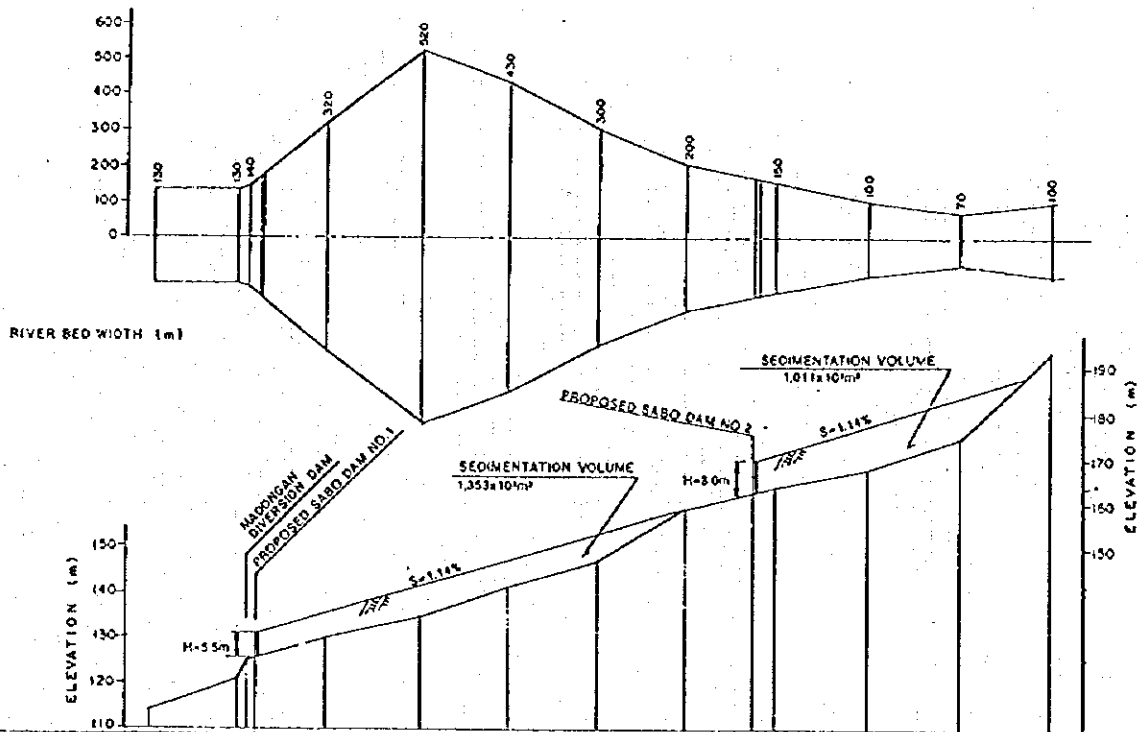 600
500
400
300
200
100
0
130
130
140
320
520
430
300
200
150
100
70
100
RIVER BED WIDTH (m)
SEDIMENTATION VOLUME
PROPOSED SABO DAM NO.2
S=1.14%
H=8.0m
190
180
170
160
150
ELEVATION (m)
MADONGAN
DIVERSION DAM
PROPOSED SABO DAM NO.1
SEDIMENTATION VOLUME
S=1.14%
H=5.5m
150
140
130
120
110
ELEVATION (m)